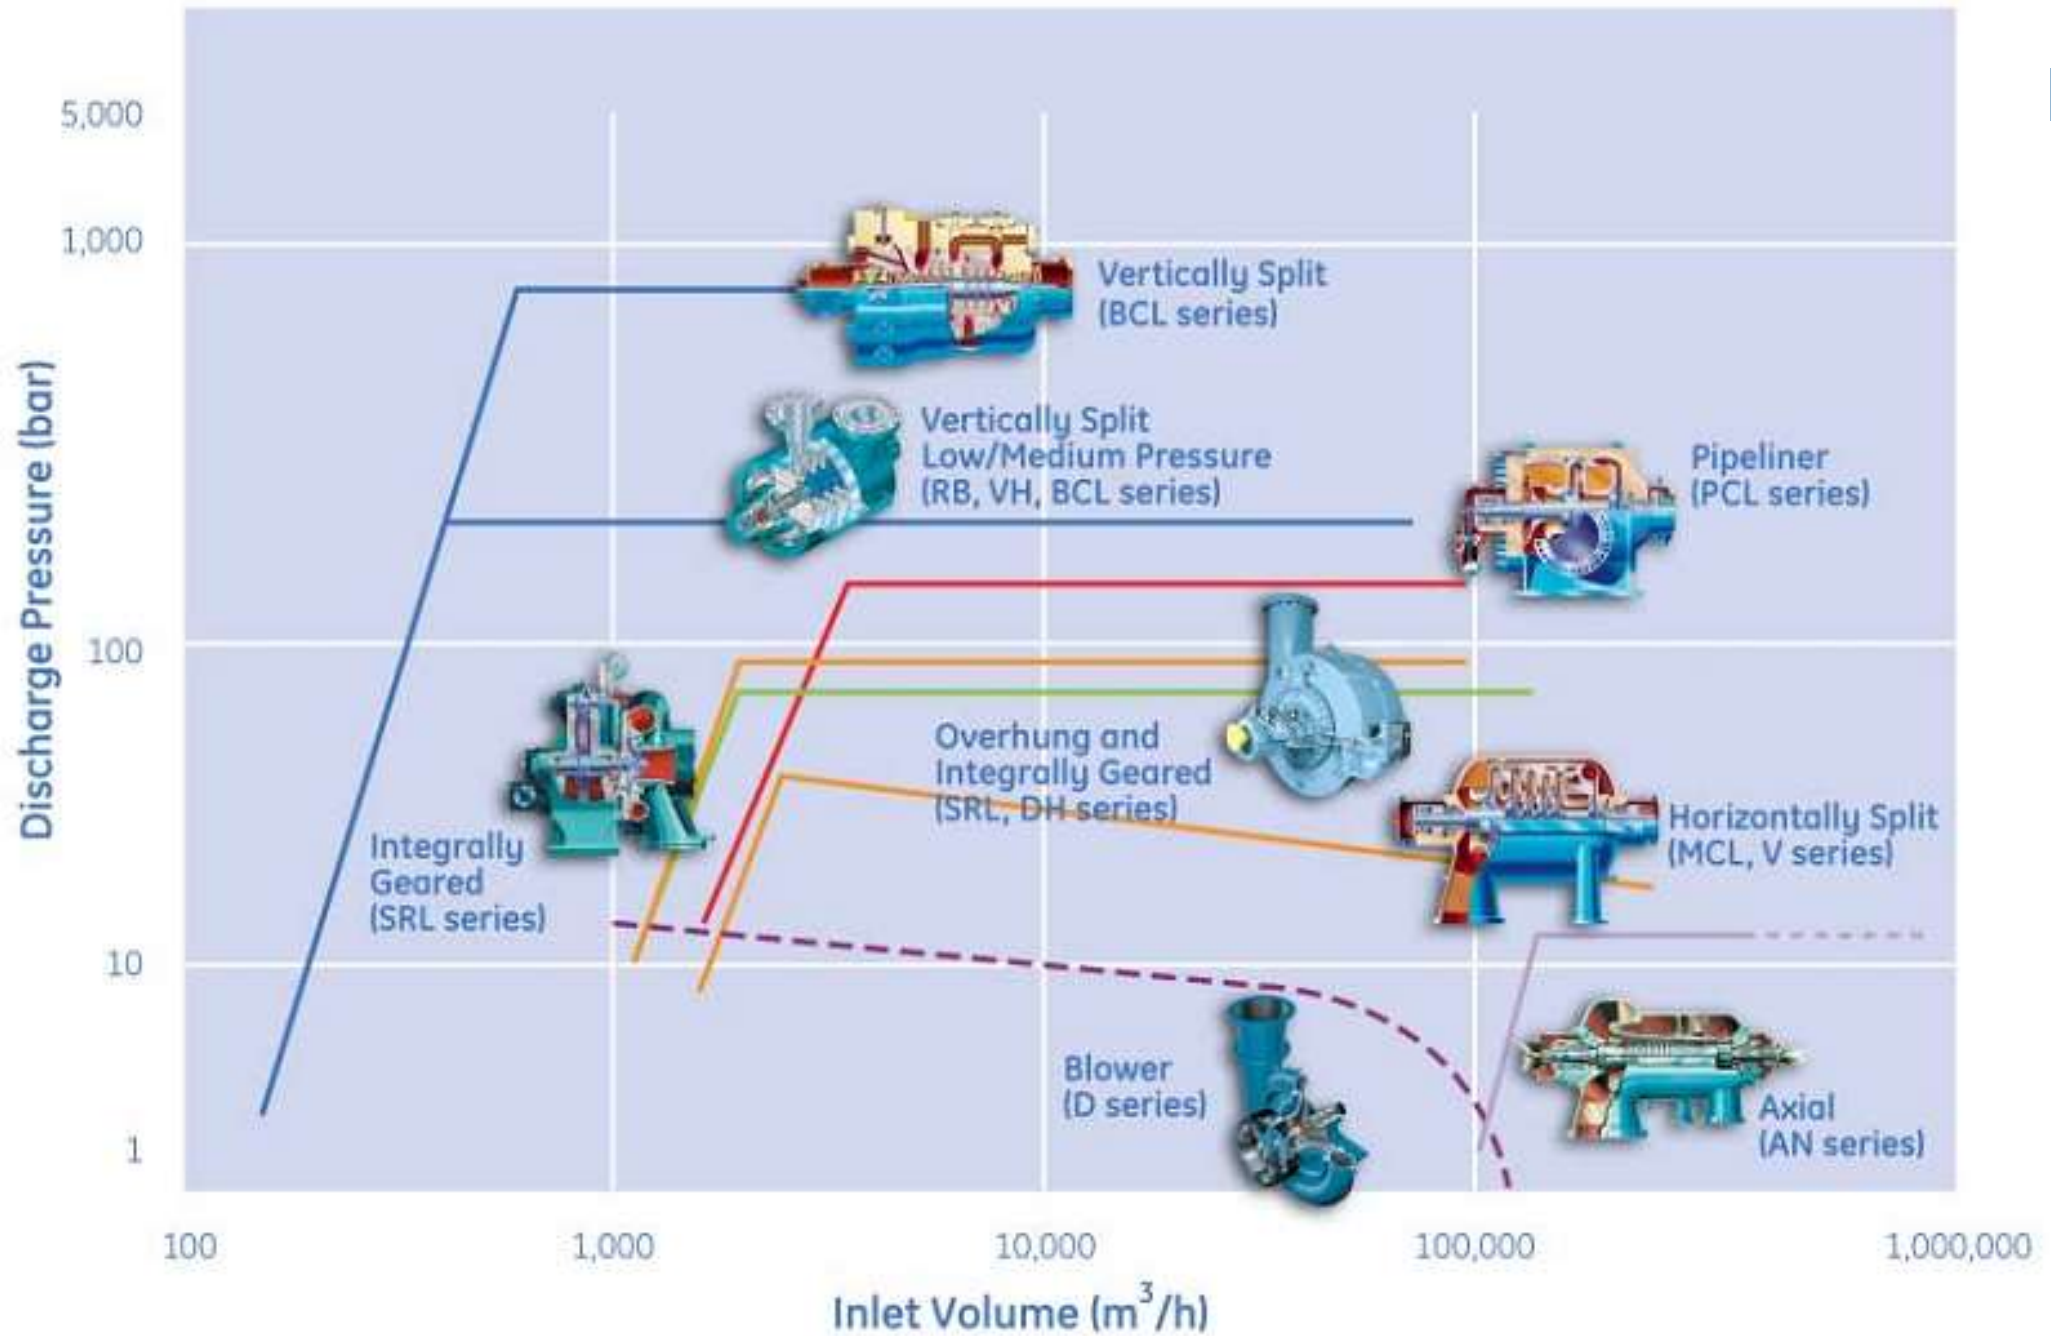 5,000
1,000
100
10
1
Discharge Pressure (bar)
Vertically Split
(BCL series)
Vertically Split
Low/Medium Pressure
(RB, VH, BCL series)
Pipeliner
(PCL series)
Overhung and
Integrally Geared
(SRL, DH series)
Integrally
Geared
(SRL series)
Horizontally Split
(MCL, V series)
Blower
(D series)
Axial
(AN series)
100
1,000
10,000
100,000
1,000,000
Inlet Volume (m³/h)